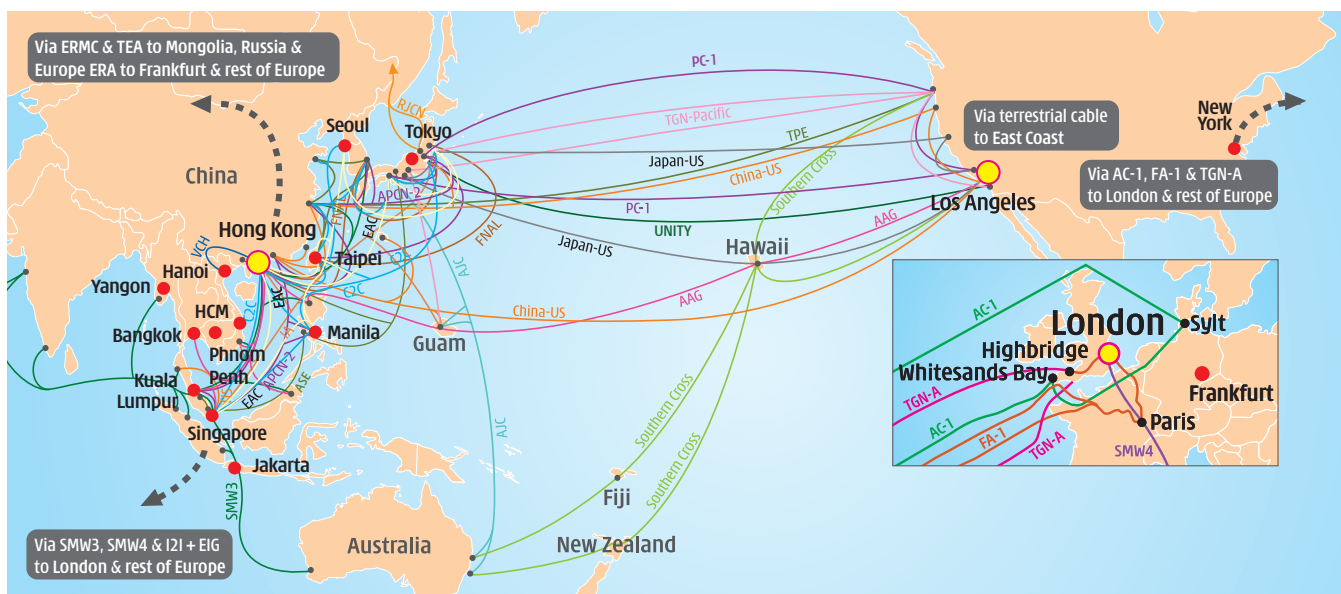 Via ERMC & TEA to Mongolia, Russia &
Europe ERA to Frankfurt & rest of Europe
PC-1
RJCN
TGN-Pacific
New
York
Seoul
Tokyo
Via terrestrial cable
to East Coast
TPE
Japan-US
China-US
Southern Cross
China
APCN-2
PC-1
Via AC-1, FA-1 & TGN-A
to London & rest of Europe
Los Angeles
EAC
FNAL
UNITY
AAG
Hong Kong
VCH
Japan-US
Hawaii
Hanoi
Taipei
C2C
AJC
Yangon
EAC
C2C
AAG
China-US
HCM
C2C
Bangkok
Manila
Guam
Phnom
Penh
APCN-2
Kuala
Lumpur
EAC
ASE
Singapore
Jakarta
SMW3
AJC
Southern Cross
Southern Cross
Fiji
Australia
New Zealand
Via SMW3, SMW4 & I2I + EIG
to London & rest of Europe
AC-1
London
Sylt
Highbridge
Whitesands Bay
Frankfurt
TGN-A
AC-1
FA-1
TGN-A
Paris
SMW4